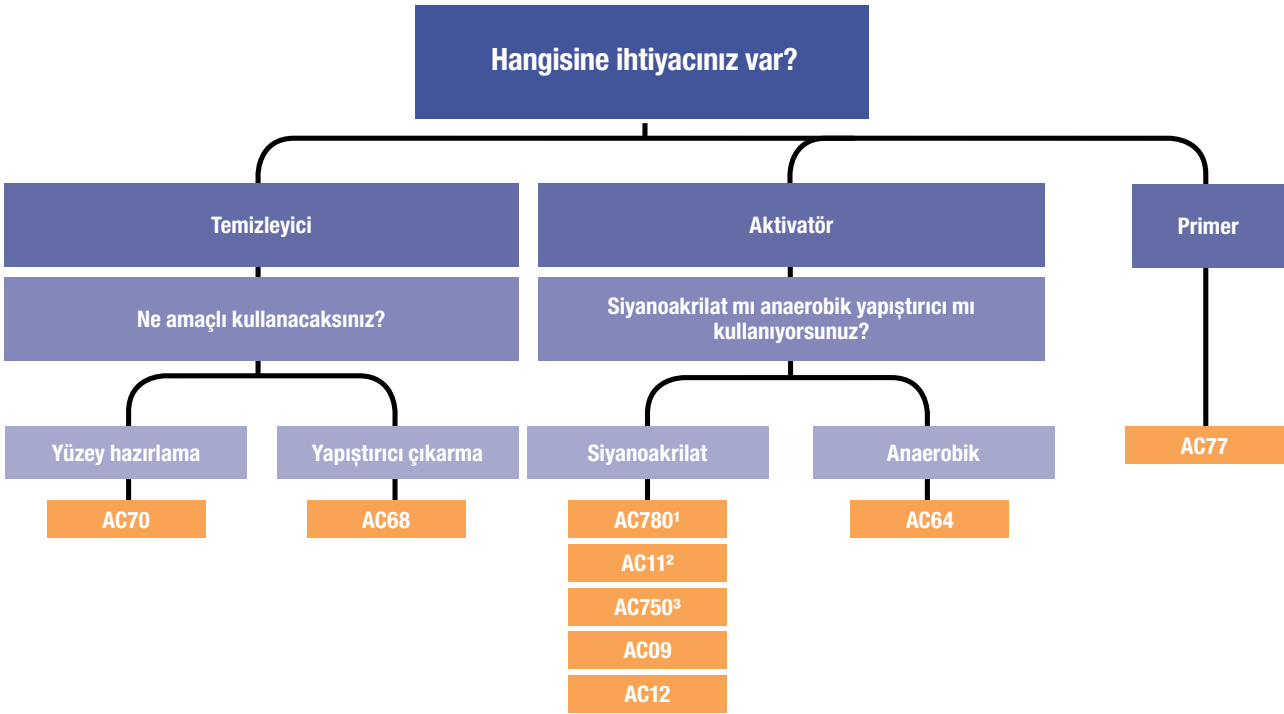 Hangisine ihtiyacınız var?
Temizleyici
Aktivatör
Primer
Ne amaçlı kullanacaksınız?
Siyanoakrilat mı anaerobik yapıştırıcı mı
kullanıyorsunuz?
Yüzey hazırlama
Yapıştırıcı çıkarma
Siyanoakrilat
Anaerobik
AC77
AC70
AC68
AC780¹
AC64
AC11²
AC750³
AC09
AC12